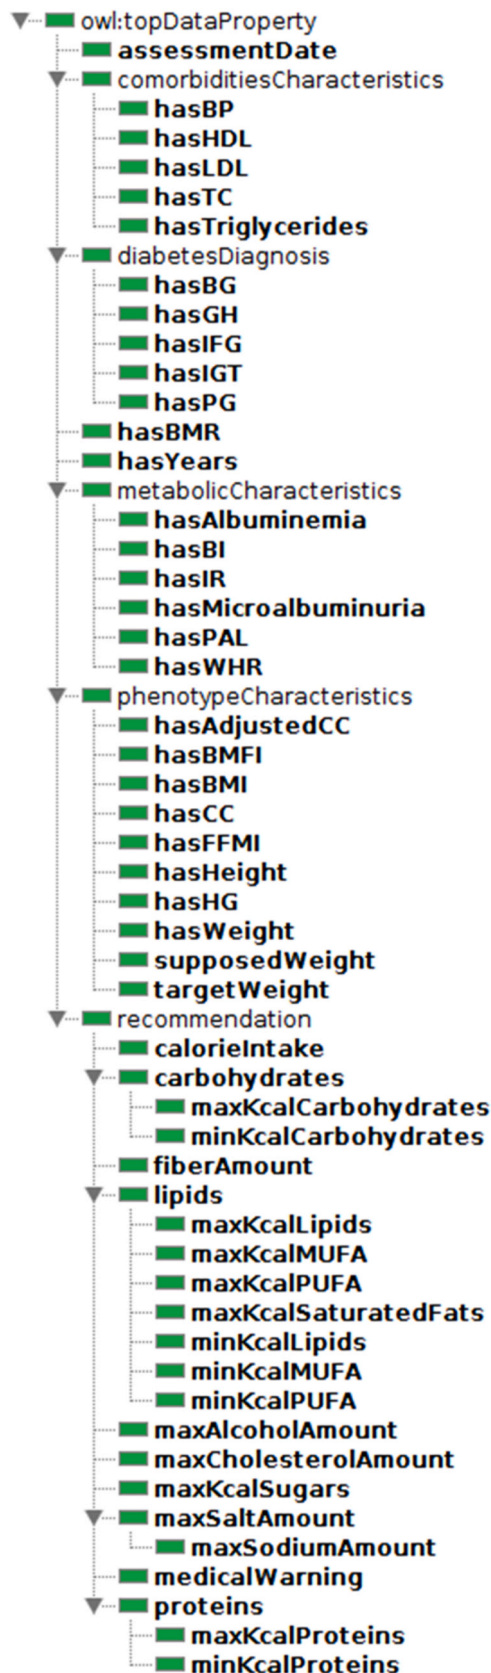 owl:topDataProperty
assessmentDate
comorbiditiesCharacteristics
hasBP
hasHDL
hasLDL
hasTC
hasTriglycerides
diabetesDiagnosis
hasBG
hasGH
hasIFG
hasIGT
hasPG
hasBMR
hasYears
metabolicCharacteristics
hasAlbuminemia
hasBI
hasIR
hasMicroalbuminuria
hasPAL
hasWHR
phenotypeCharacteristics
hasAdjustedCC
hasBMFI
hasBMI
hasCC
hasFFMI
hasHeight
hasHG
hasWeight
supposedWeight
targetWeight
recommendation
calorieIntake
carbohydrates
maxKcalCarbohydrates
minKcalCarbohydrates
fiberAmount
lipids
maxKcalLipids
maxKcalMUFA
maxKcalPUFA
maxKcalSaturatedFats
minKcalLipids
minKcalMUFA
minKcalPUFA
maxAlcoholAmount
maxCholesterolAmount
maxKcalSugars
maxSaltAmount
maxSodiumAmount
medicalWarning
proteins
maxKcalProteins
minKcalProteins